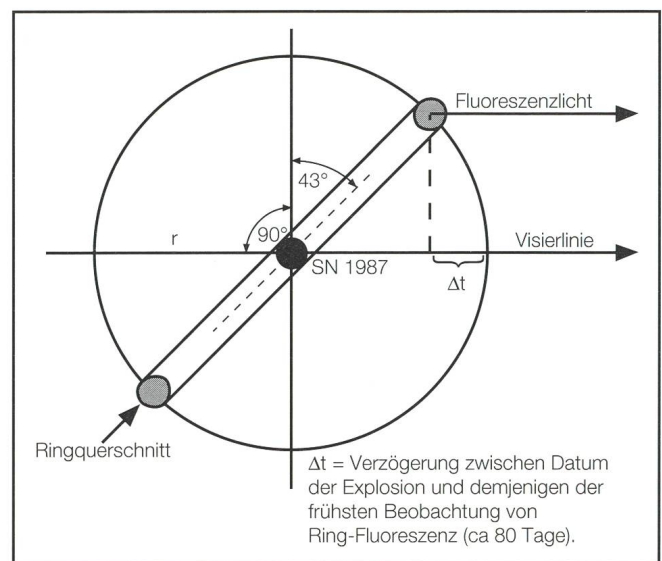 Fluoreszenzlicht
43°
r
90°
Visierlinie
SN 1987
Δt
Ringquerschnitt
Δt = Verzögerung zwischen Datum
der Explosion und demjenigen der
frühsten Beobachtung von
Ring-Fluoreszenz (ca 80 Tage).